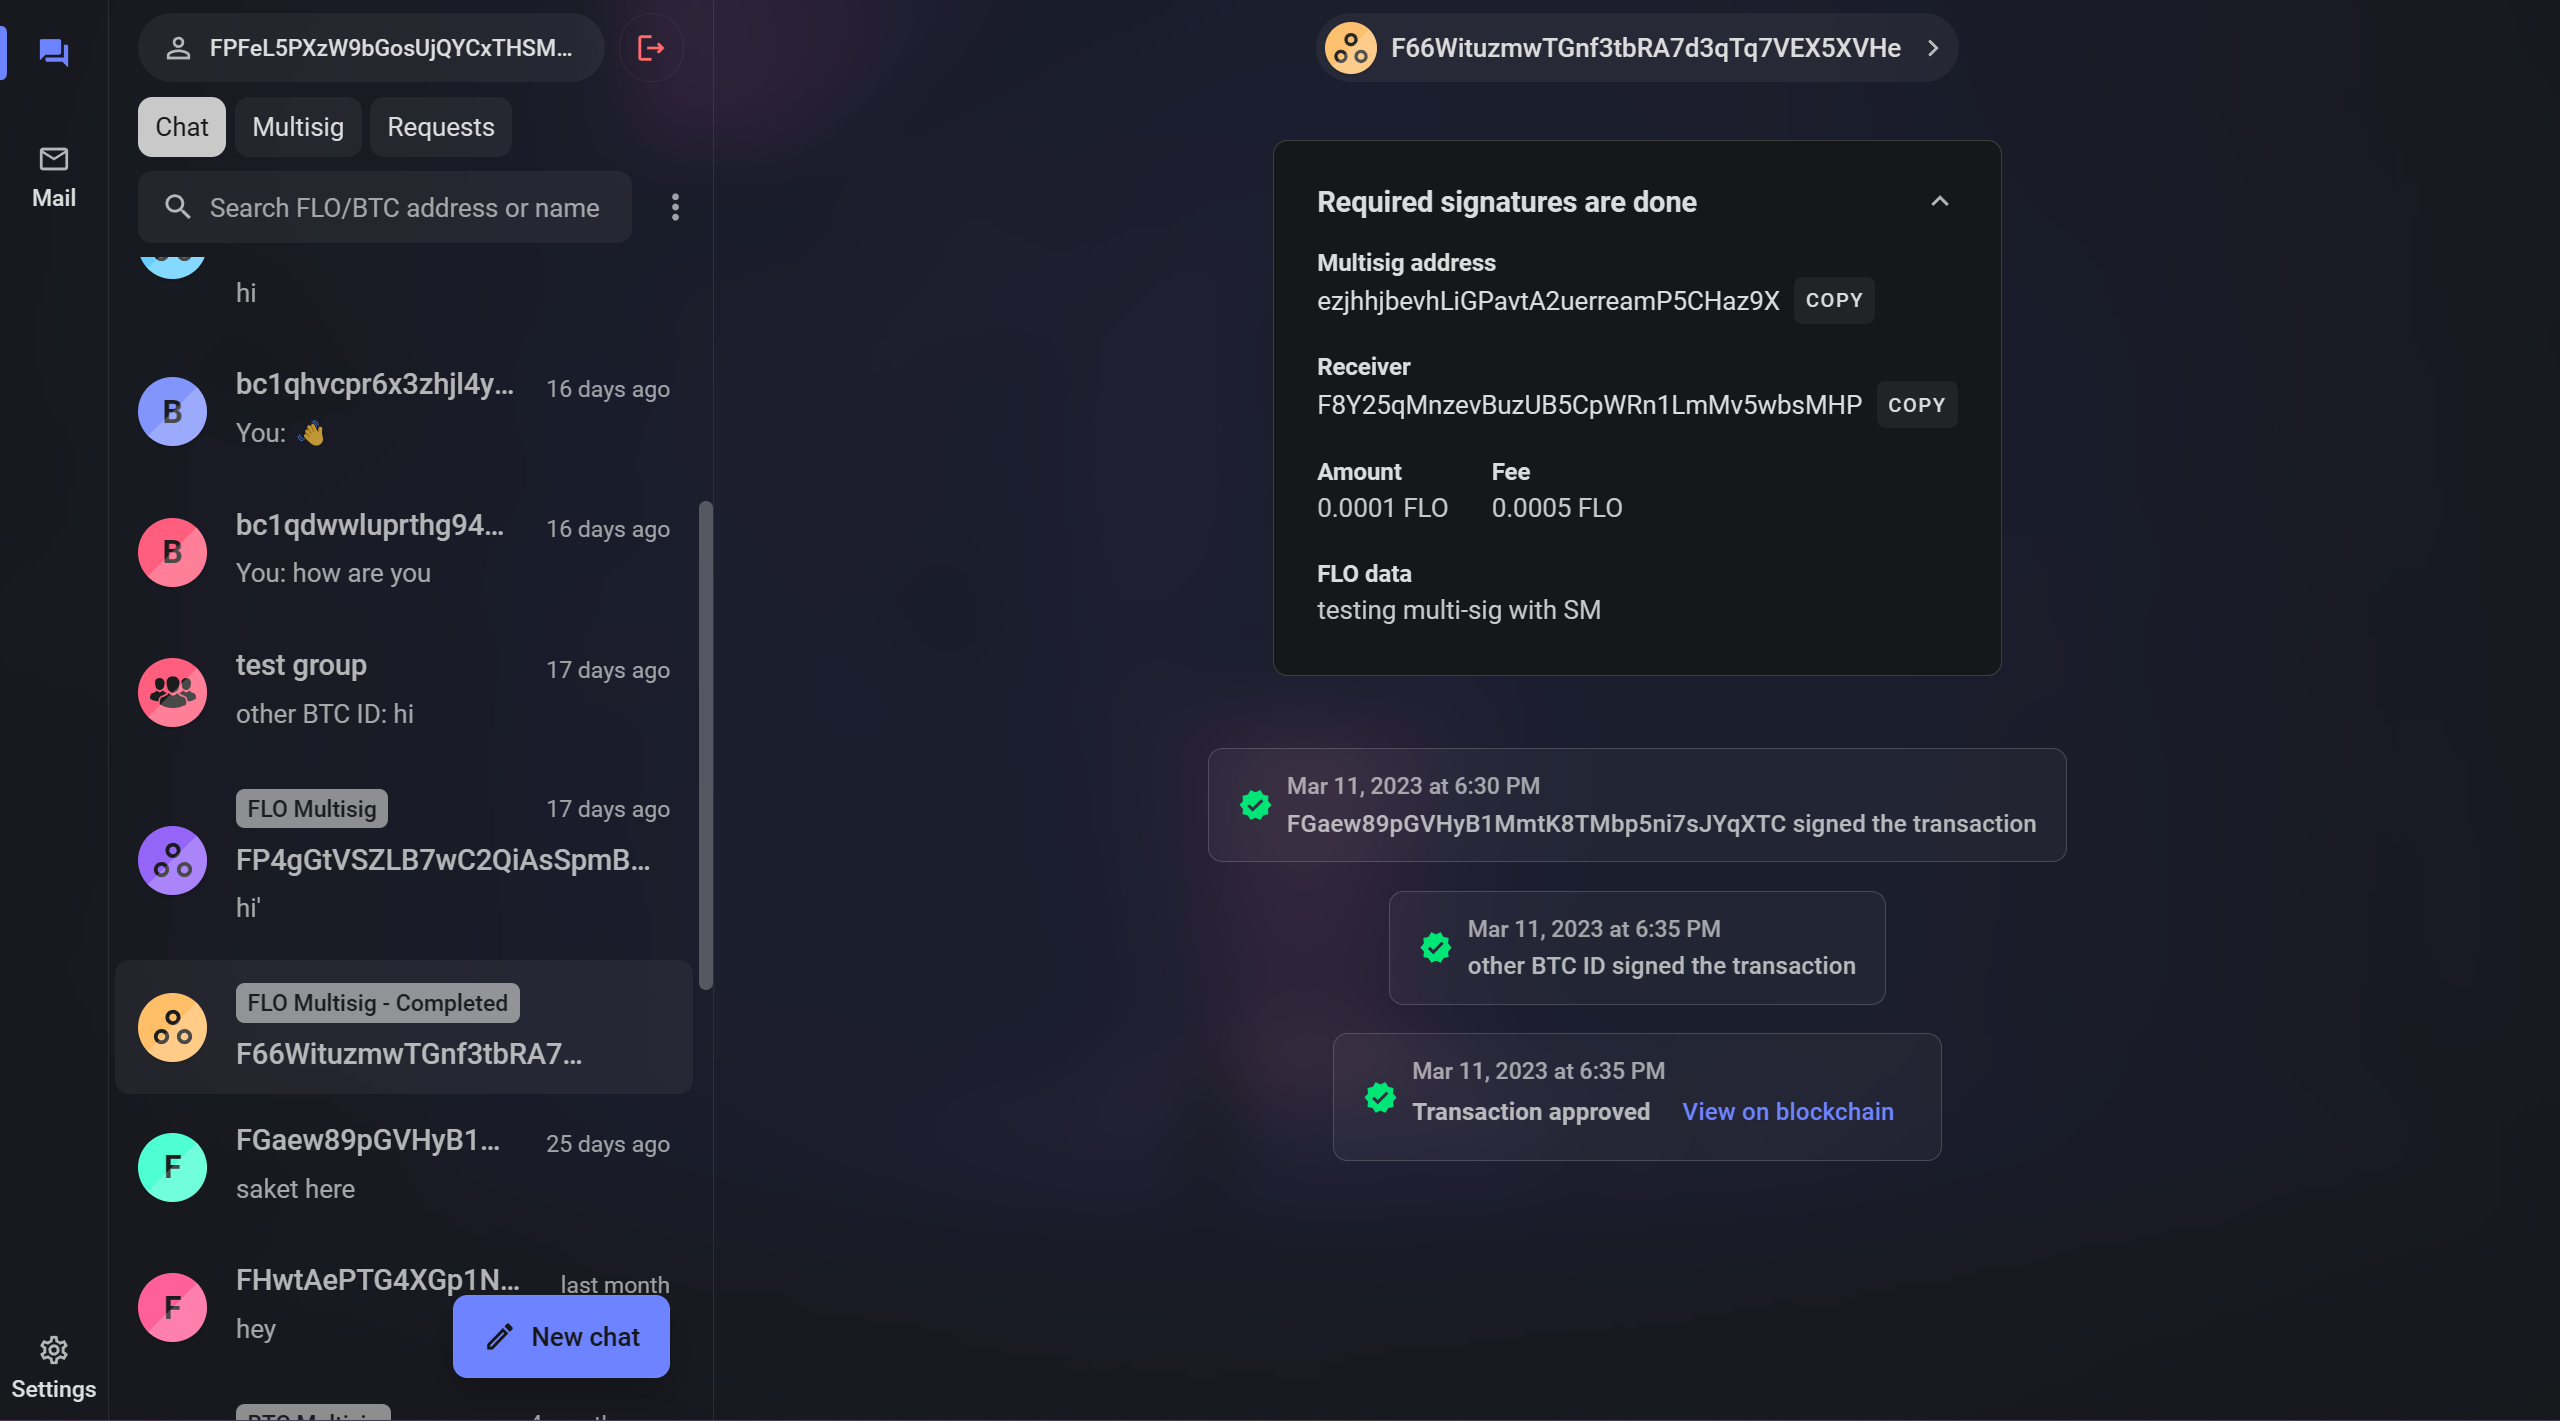 Mail
Settings
FPFeL5PXzW9bGosUjQYCxTHSM...
Chat
Multisig
Requests
Search FLO/BTC address or name
hi
bc1qhvcpr6x3zhjl4y...
16 days ago
You: 👋
bc1qdwwluprthg94...
16 days ago
You: how are you
test group
17 days ago
other BTC ID: hi
FLO Multisig
17 days ago
FP4gGtVSZLB7wC2QiAsSpmB...
hi'
FLO Multisig - Completed
F66WituzmwTGnf3tbRA7...
FGaew89pGVHyB1...
25 days ago
saket here
FHwtAePTG4XGp1N...
last month
hey
New chat
F66WituzmwTGnf3tbRA7d3qTq7VEX5XVHe
Required signatures are done
Multisig address
ezjhhjbevhLiGPavtA2uerreamP5CHaz9X
COPY
Receiver
F8Y25qMnzevBuzUB5CpWRn1LmMv5wbsMHP
COPY
Amount
0.0001 FLO
Fee
0.0005 FLO
FLO data
testing multi-sig with SM
Mar 11, 2023 at 6:30 PM
FGaew89pGVHyB1MmtK8TMbp5ni7sJYqXTC signed the transaction
Mar 11, 2023 at 6:35 PM
other BTC ID signed the transaction
Mar 11, 2023 at 6:35 PM
Transaction approved
View on blockchain